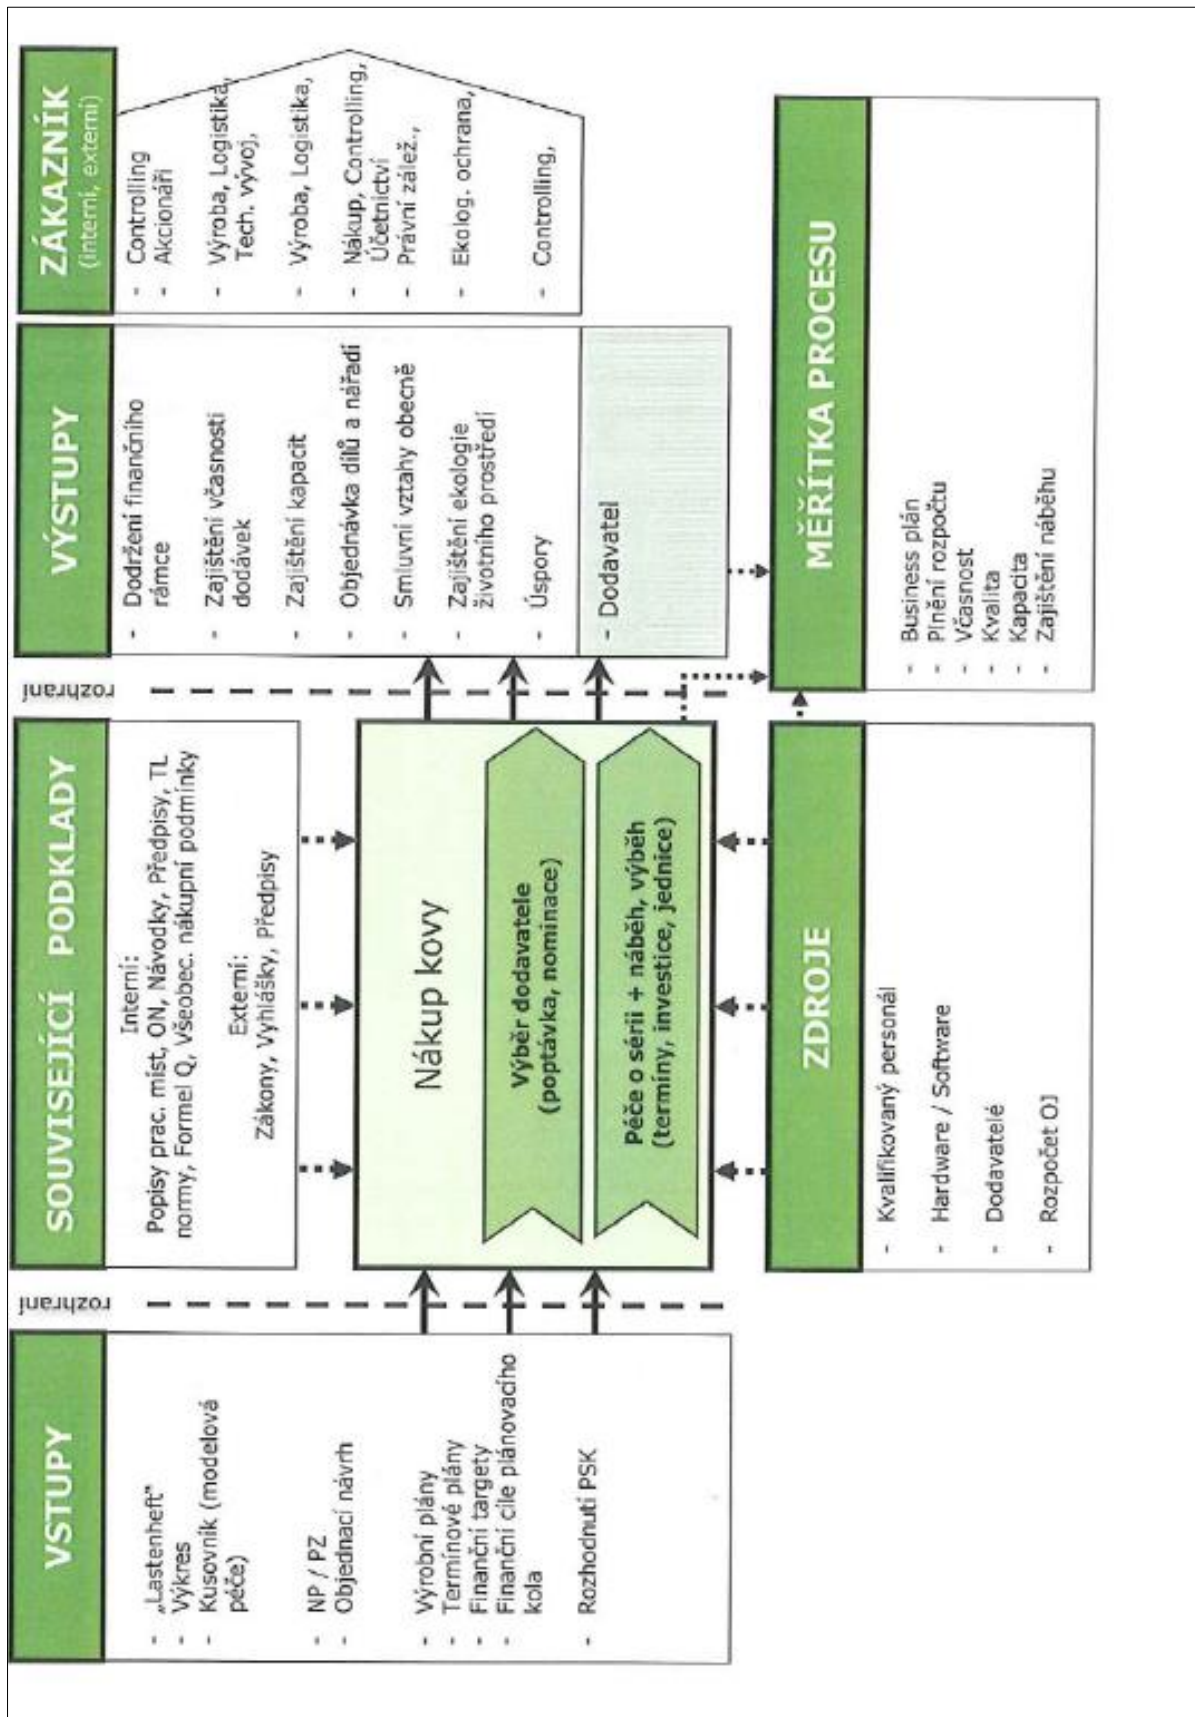 VSTUPY
- „Lastenheft"
- Výkres
- Kusovník (modelová
péče)
- NP / PZ
- Objednací návrh
- Výrobní plány
- Termínové plány
- Finanční targety
- Finanční cíle plánovacího
kola
- Rozhodnutí PSK
rozhraní
SOUVISEJÍCÍ PODKLADY
Interní:
Popisy prac. míst, ON, Návodky, Předpisy, TL
normy, Formel Q, Všeobec. nákupní podmínky
Externí:
Zákony, Vyhlášky, Předpisy
Nákup kovy
Výběr dodavatele
(poptávka, nominace)
Péče o sérii + náběh, výběh
(termíny, investice, jednice)
ZDROJE
- Kvalifikovaný personál
- Hardware / Software
- Dodavatelé
- Rozpočet OJ
rozhraní
VÝSTUPY
- Dodržení finančního
rámce
- Zajištění včasnosti
dodávek
- Zajištění kapacit
- Objednávka dílů a nářadí
- Smluvní vztahy obecně
- Zajištění ekologie
životního prostředí
- Úspory
- Dodavatel
ZÁKAZNÍK
(interní, externí)
- Controlling
- Akcionáři
- Výroba, Logistika,
Tech. vývoj,
- Výroba, Logistika,
- Nákup, Controlling,
Účetnictví
- Právní zálež.,
- Ekolog. ochrana,
- Controlling,
MĚŘÍTKA PROCESU
- Business plán
- Plnění rozpočtu
- Včasnost
- Kvalita
- Kapacita
- Zajištění náběhu